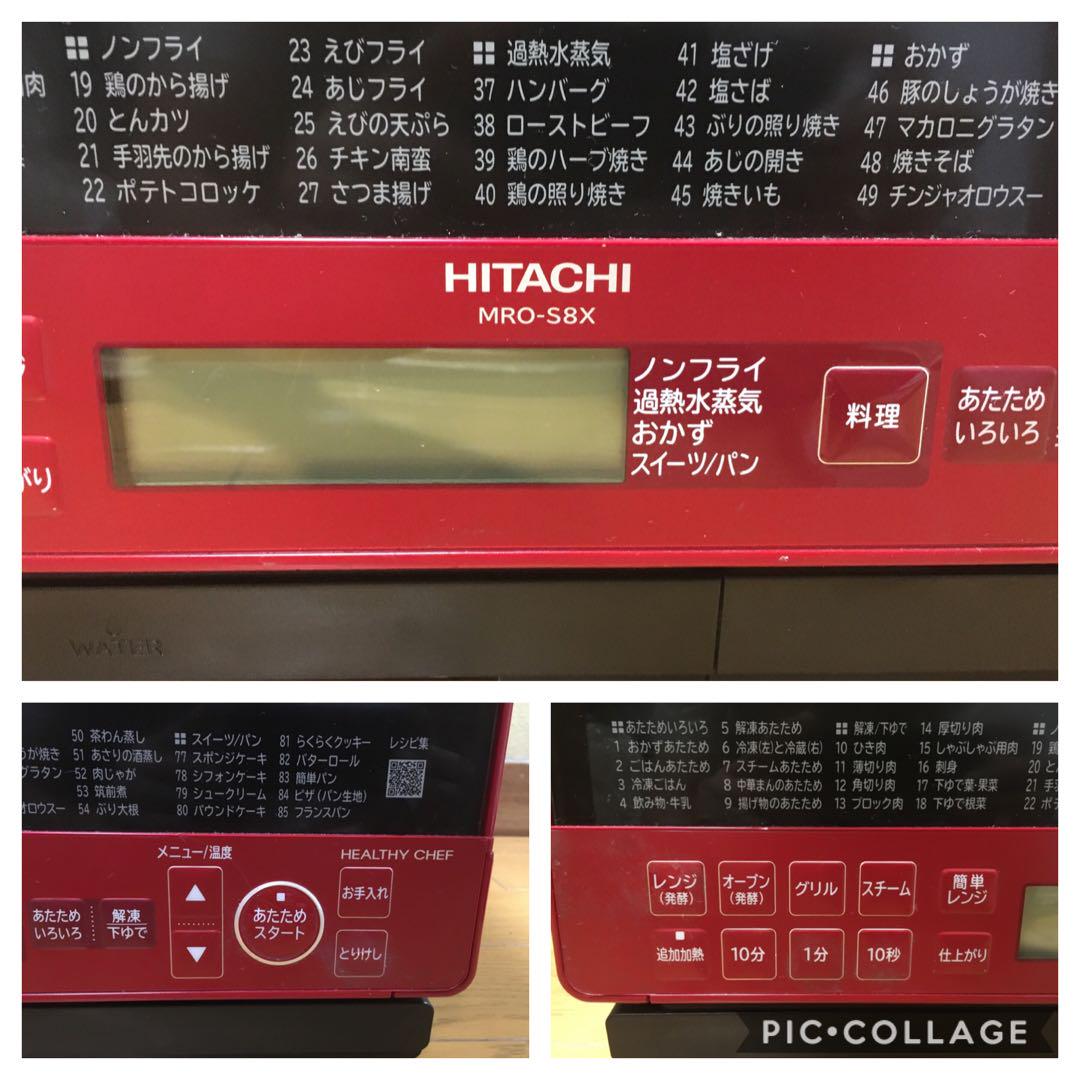 ノンフライ
19 鶏のから揚げ
20 とんカツ
21 手羽先のから揚げ
22 ポテトコロッケ
23 えびフライ
24 あじフライ
25 えびの天ぷら
26 チキン南蛮
27 さつま揚げ
過熱水蒸気
37 ハンバーグ
38 ローストビーフ
39 鶏のハーブ焼き
40 鶏の照り焼き
41 塩ざけ
42 塩さば
43 ぶりの照り焼き
44 あじの開き
45 焼きいも
おかず
46 豚のしょうが焼き
47 マカロニグラタン
48 焼きそば
49 チンジャオロウスー
肉
HITACHI
MRO-S8X
ノンフライ
過熱水蒸気
おかず
スイーツ/パン
料理
あたため
いろいろ
がり
WATER
うが焼き
グラタン
オロウスー
50 茶わん蒸し
51 あさりの酒蒸し
52 肉じゃが
53 筑前煮
54 ぶり大根
スイーツ/パン
77 スポンジケーキ
78 シフォンケーキ
79 シュークリーム
80 パウンドケーキ
81 らくらくクッキー
82 バターロール
83 簡単パン
84 ピザ(パン生地)
85 フランスパン
レシピ集
メニュー/温度
HEALTHY CHEF
あたため
いろいろ
解凍
下ゆで
▲
▼
あたため
スタート
お手入れ
とりけし
あたためいろいろ
1 おかずあたため
2 ごはんあたため
3 冷凍ごはん
4 飲み物・牛乳
5 解凍あたため
6 冷凍(左)と冷蔵(右)
7 スチームあたため
8 中華まんのあたため
9 揚げ物のあたため
解凍/下ゆで
10 ひき肉
11 薄切り肉
12 角切り肉
13 ブロック肉
14 厚切り肉
15 しゃぶしゃぶ用肉
16 刺身
17 下ゆで葉・果菜
18 下ゆで根菜
19 鶏
20 と
21 手
22 ポ
レンジ
(発酵)
オーブン
(発酵)
グリル
スチーム
簡単
レンジ
追加加熱
10分
1分
10秒
仕上がり
PIC•COLLAGE